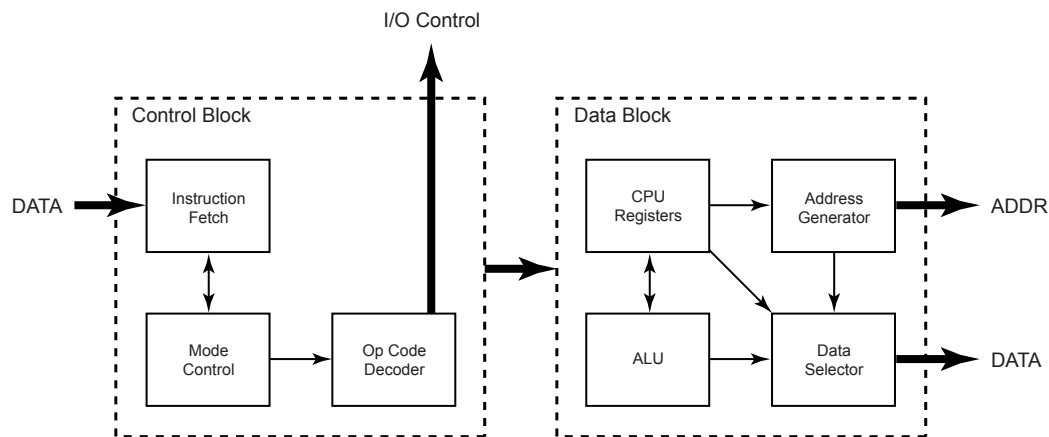 I/O Control
Control Block
Data Block
DATA
Instruction
Fetch
CPU
Registers
Address
Generator
ADDR
Mode
Control
Op Code
Decoder
ALU
Data
Selector
DATA